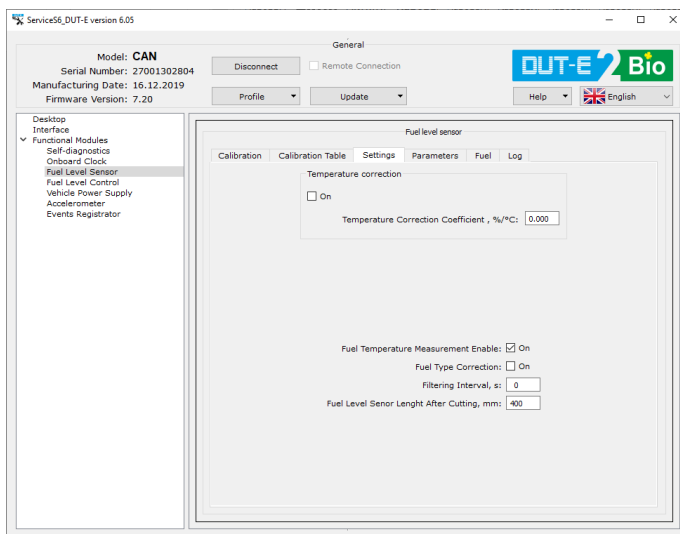 ServiceS6_DUT-E version 6.05
General
Model: CAN
Serial Number: 27001302804
Manufacturing Date: 16.12.2019
Firmware Version: 7.20
Disconnect
Remote Connection
Profile
Update
DUT-E 2 Bio
Help
English
Desktop
Interface
Functional Modules
Self-diagnostics
Onboard Clock
Fuel Level Sensor
Fuel Level Control
Vehicle Power Supply
Accelerometer
Events Registrator
Fuel level sensor
Calibration Calibration Table Settings Parameters Fuel Log
Temperature correction
On
Temperature Correction Coefficient , %/°C: 0.000
Fuel Temperature Measurement Enable: On
Fuel Type Correction: On
Filtering Interval, s: 0
Fuel Level Senor Lenght After Cutting, mm: 400